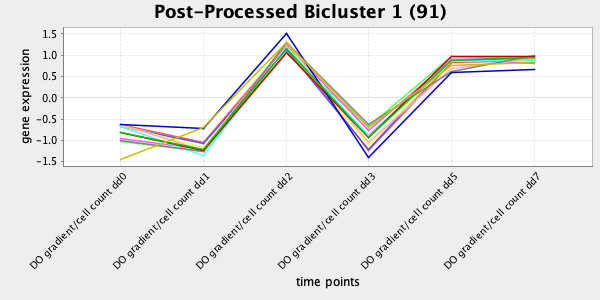 Post-Processed Bicluster 1 (91)
gene expression
1.5
1.0
0.5
0.0
-0.5
-1.0
-1.5
DO gradient/cell count dd0
DO gradient/cell count dd1
DO gradient/cell count dd2
DO gradient/cell count dd3
DO gradient/cell count dd5
DO gradient/cell count dd7
time points